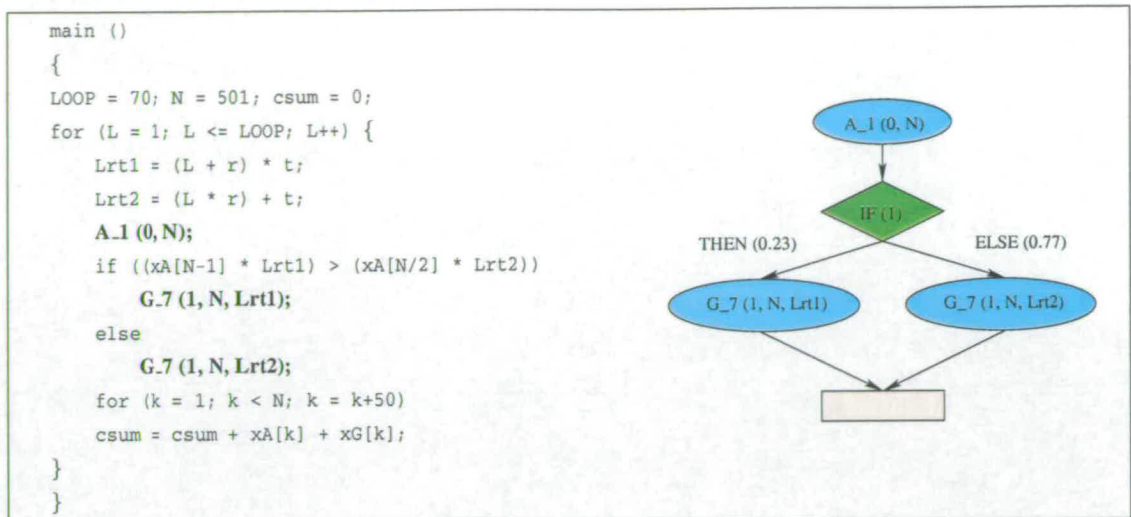 main ()
{
LOOP = 70; N = 501; csum = 0;
for (L = 1; L <= LOOP; L++) {
Lrt1 = (L + r) * t;
Lrt2 = (L * r) + t;
A_1 (0, N);
if ((xA[N-1] * Lrt1) > (xA[N/2] * Lrt2))
G_7 (1, N, Lrt1);
else
G_7 (1, N, Lrt2);
for (k = 1; k < N; k = k+50)
csum = csum + xA[k] + xG[k];
}
}
A_1 (0, N)
IF (1)
THEN (0.23) ELSE (0.77)
G_7 (1, N, Lrt1) G_7 (1, N, Lrt2)